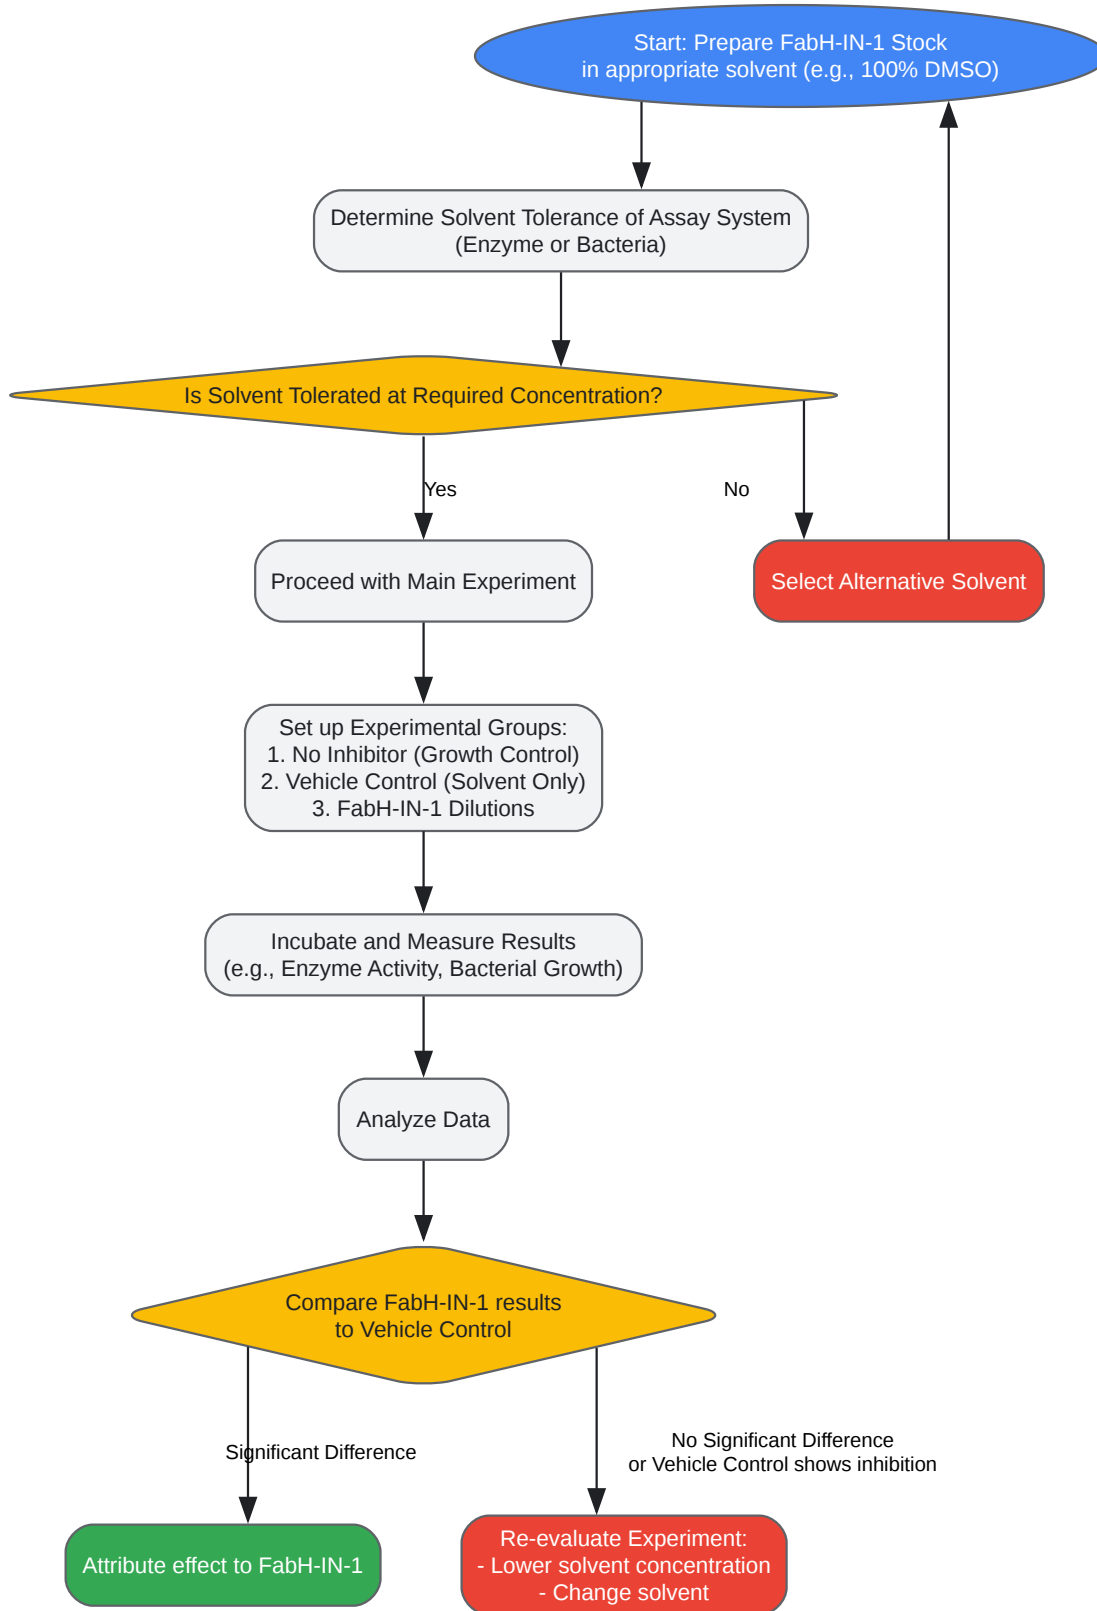 Start: Prepare FabH-IN-1 Stock
in appropriate solvent (e.g., 100% DMSO)
Determine Solvent Tolerance of Assay System
(Enzyme or Bacteria)
Is Solvent Tolerated at Required Concentration?
Yes
No
Proceed with Main Experiment
Select Alternative Solvent
Set up Experimental Groups:
1. No Inhibitor (Growth Control)
2. Vehicle Control (Solvent Only)
3. FabH-IN-1 Dilutions
Incubate and Measure Results
(e.g., Enzyme Activity, Bacterial Growth)
Analyze Data
Compare FabH-IN-1 results
to Vehicle Control
Significant Difference
No Significant Difference
or Vehicle Control shows inhibition
Attribute effect to FabH-IN-1
Re-evaluate Experiment:
- Lower solvent concentration
- Change solvent